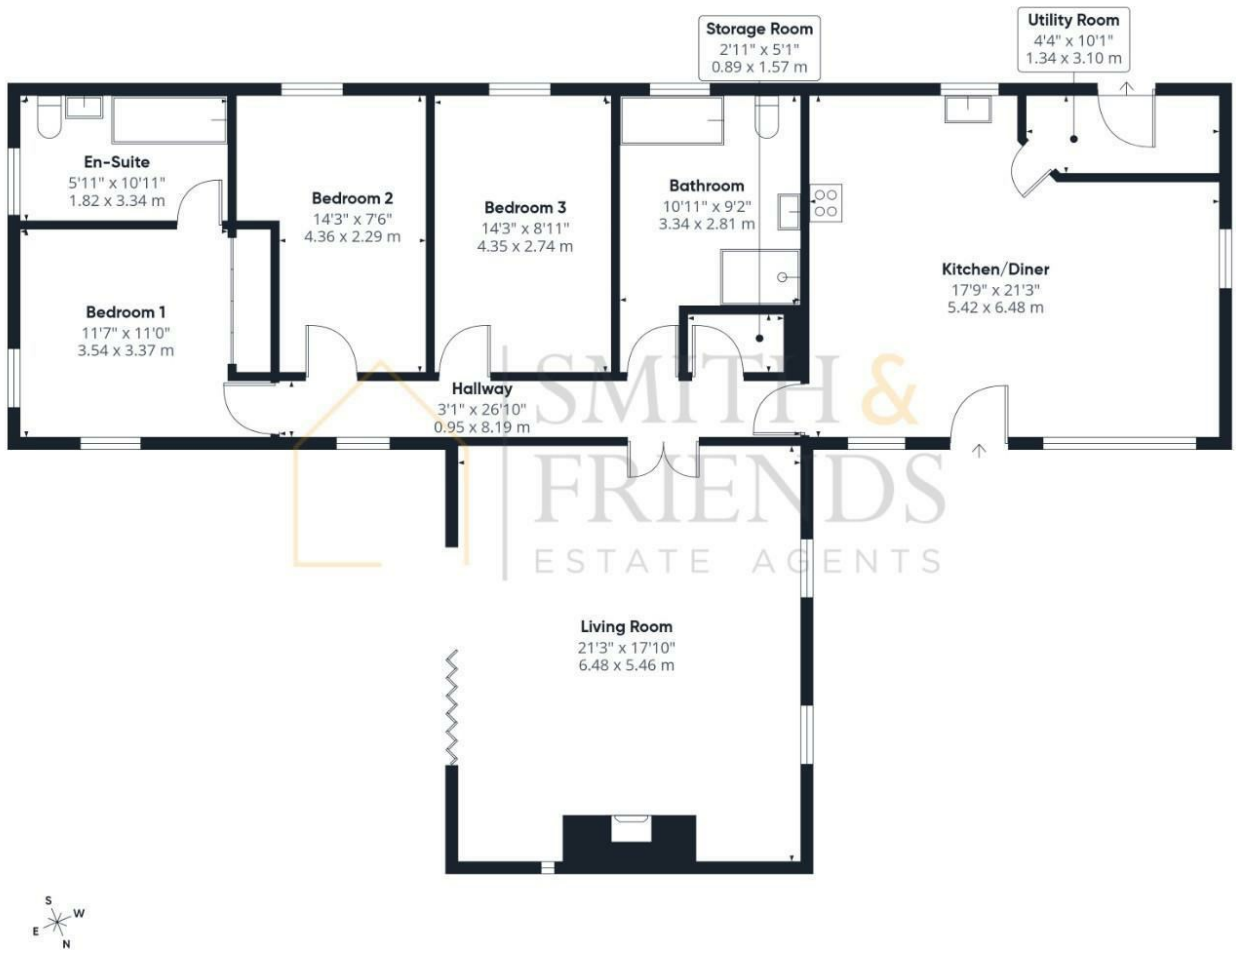 Storage Room
2'11" x 5'1"
0.89 x 1.57 m
Utility Room
4'4" x 10'1"
1.34 x 3.10 m
En-Suite
5'11" x 10'11"
1.82 x 3.34 m
Bedroom 2
14'3" x 7'6"
4.36 x 2.29 m
Bedroom 3
14'3" x 8'11"
4.35 x 2.74 m
Bathroom
10'11" x 9'2"
3.34 x 2.81 m
Kitchen/Diner
17'9" x 21'3"
5.42 x 6.48 m
Bedroom 1
11'7" x 11'0"
3.54 x 3.37 m
Hallway
3'1" x 26'10"
0.95 x 8.19 m
SMITH &
FRIENDS
ESTATE AGENTS
Living Room
21'3" x 17'10"
6.48 x 5.46 m
S
W
E
N